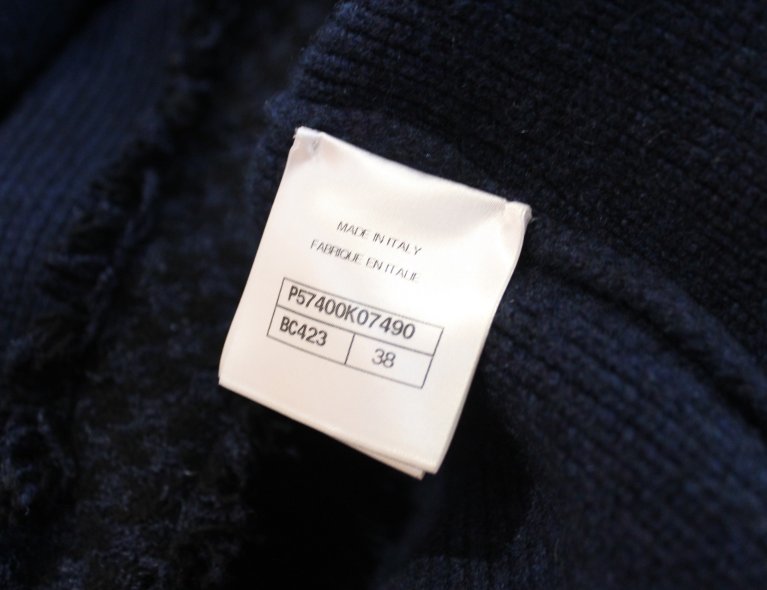 MADE IN ITALY
FABRIQUE EN ITALIE
P57400K07490
BC423 38